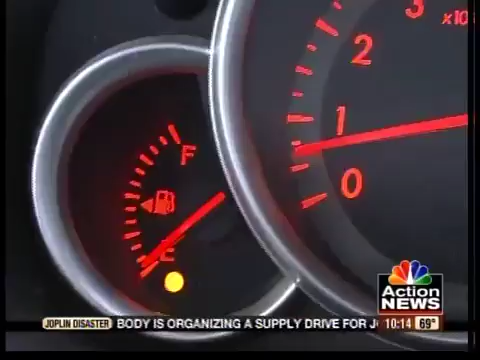 3
x10
2
1
0
F
E
Action
NEWS
JOPLIN DISASTER BODY IS ORGANIZING A SUPPLY DRIVE FOR J 10:14 69°